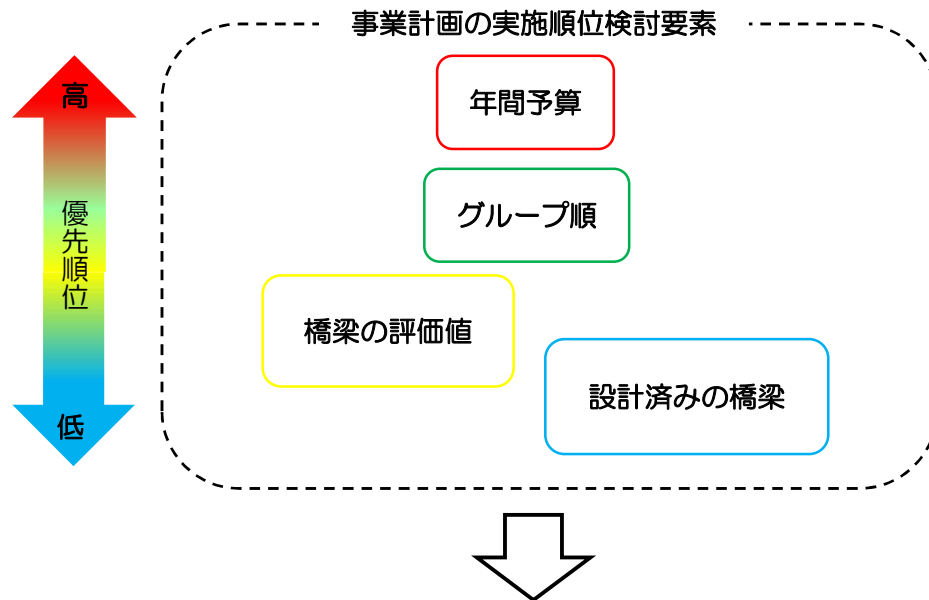 事業計画の実施順位検討要素
高
優先順位
低
年間予算
グループ順
橋梁の評価値
設計済みの橋梁